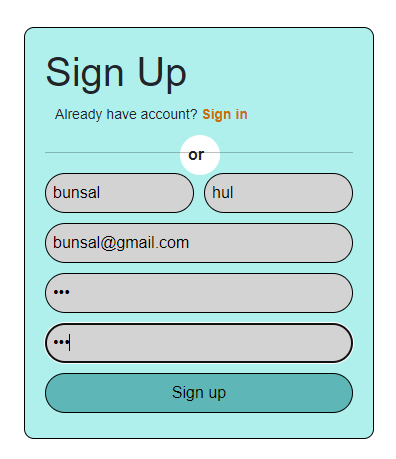 Sign Up
Already have account? Sign in
or
bunsal hul
bunsal@gmail.com
•••
•••
Sign up